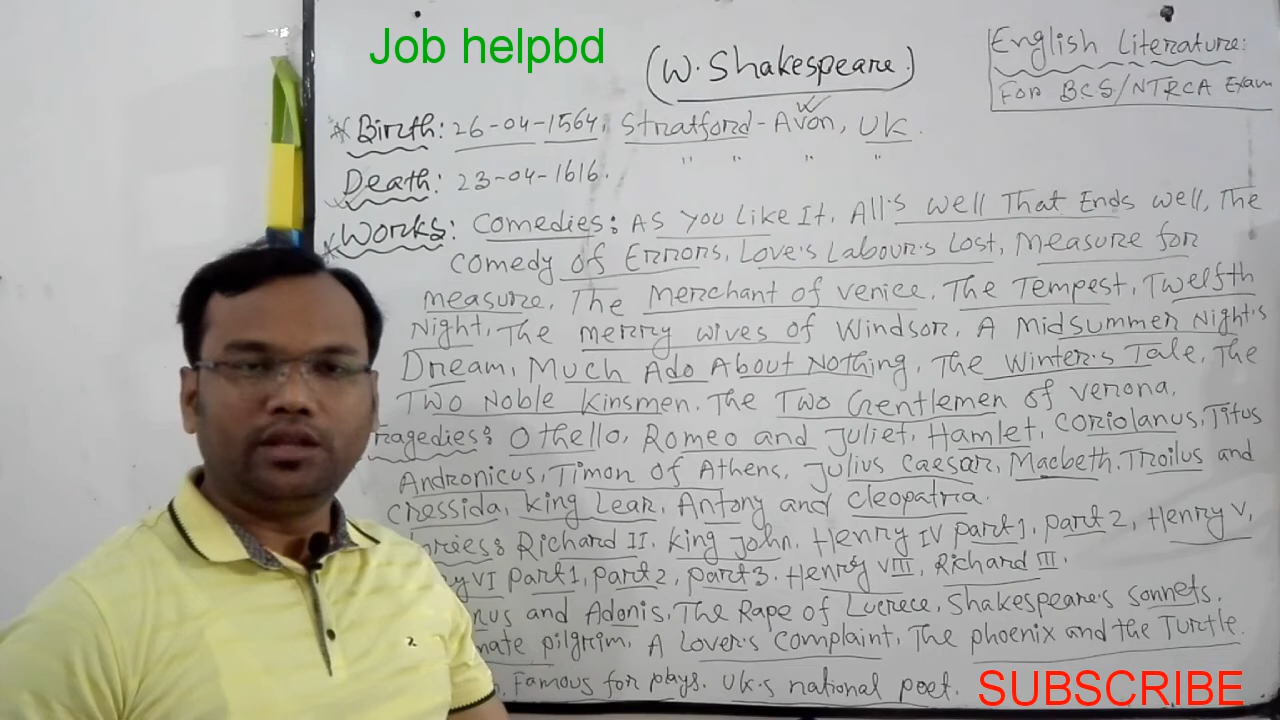 Job helpbd
(W. Shakespeare.)
English Literature:
For BCS/NTRCA Exam
* Birth: 26-04-1564, Stratford-Avon, UK.
Death: 23-04-1616. " " " "
* Works: Comedies: As You Like It, All's well That Ends well, The
comedy of Errors, Love's Labour's Lost, Measure for
measure, The Merchant of venice, The Tempest, Twelfth
Night, The merry wives of Windsor, A Midsummer Night's
Dream, Much Ado About Nothing, The Winter's Tale, The
Two Noble Kinsmen. The Two Gentlemen of verona.
ragedies: Othello, Romeo and Juliet, Hamlet, Coriolanus, Titus
Andronicus, Timon of Athens, Julius Caesar, Macbeth, Troilus and
Cressida, King Lear, Antony and Cleopatria.
ories: Richard II, King John, Henry IV part 1, part 2, Henry V,
y VI part 1, part 2, part 3. Henry VIII, Richard III.
nus and Adonis, The Rape of Lucrece, Shakespeare's sonnets,
nate pilgrim, A Lover's Complaint, The phoenix and the Turtle.
Famous for plays. UK's national poet.
SUBSCRIBE